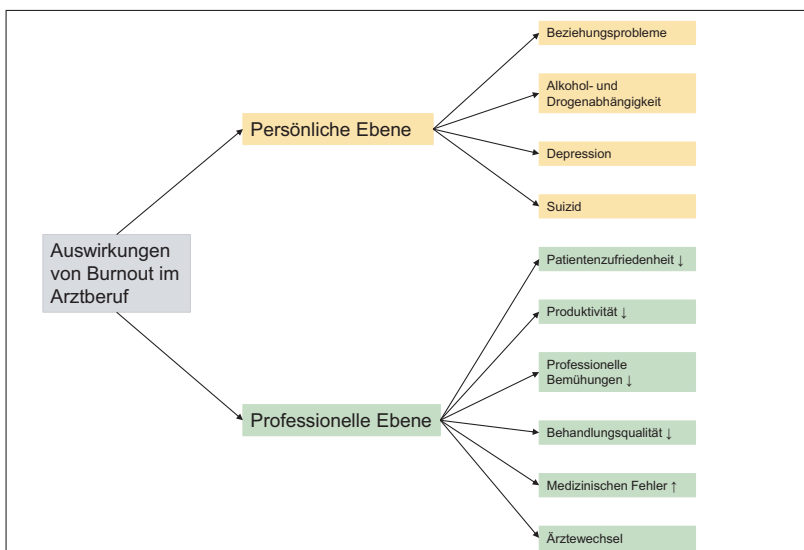 Auswirkungen
von Burnout im
Arztberuf
Persönliche Ebene
Beziehungsprobleme
Alkohol- und
Drogenabhängigkeit
Depression
Suizid
Professionelle Ebene
Patientenzufriedenheit ↓
Produktivität ↓
Professionelle
Bemühungen ↓
Behandlungsqualität ↓
Medizinischen Fehler ↑
Ärztewechsel